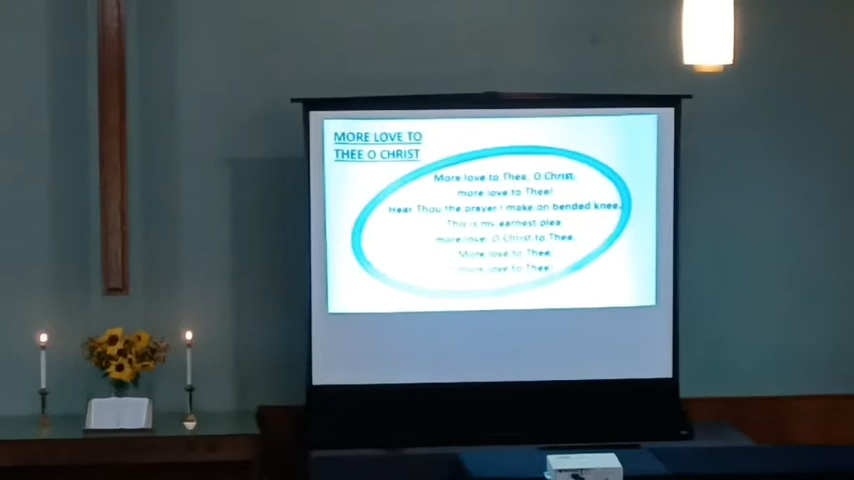 MORE LOVE TO
THEE O CHRIST
More love to Thee, O Christ,
more love to Thee!
Hear Thou the prayer I make on bended knee.
This is my earnest plea:
more love, O Christ to Thee,
More love to Thee,
more love to Thee!